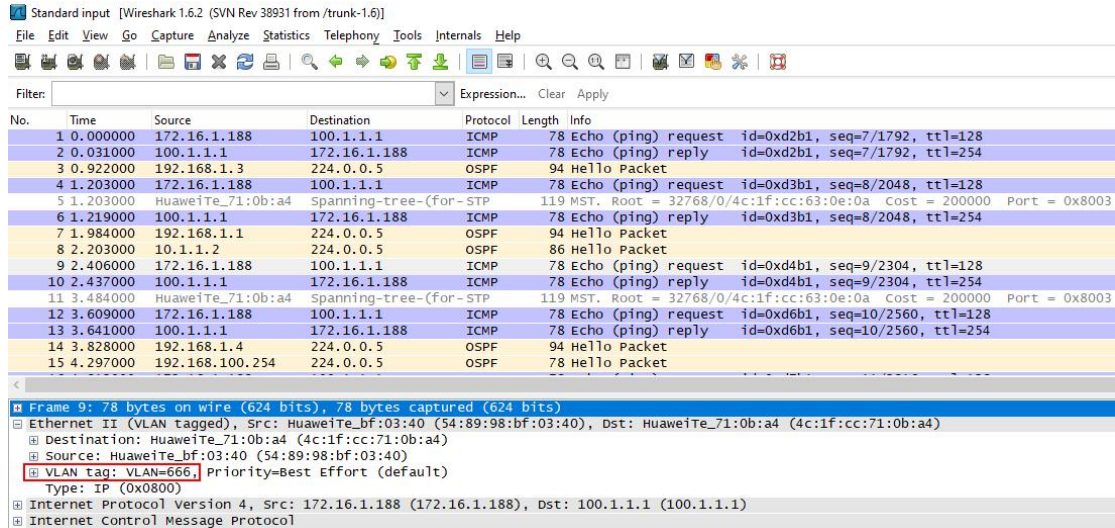 Standard input [Wireshark 1.6.2 (SVN Rev 38931 from /trunk-1.6)]
File Edit View Go Capture Analyze Statistics Telephony Tools Internals Help
Filter: Expression... Clear Apply
No. Time Source Destination Protocol Length Info
1 0.000000 172.16.1.188 100.1.1.1 ICMP 78 Echo (ping) request id=0xd2b1, seq=7/1792, ttl=128
2 0.031000 100.1.1.1 172.16.1.188 ICMP 78 Echo (ping) reply id=0xd2b1, seq=7/1792, ttl=254
3 0.922000 192.168.1.3 224.0.0.5 OSPF 94 Hello Packet
4 1.203000 172.16.1.188 100.1.1.1 ICMP 78 Echo (ping) request id=0xd3b1, seq=8/2048, ttl=128
5 1.203000 HuaweiTe_71:0b:a4 Spanning-tree-(for-STP 119 MST. Root = 32768/0/4c:1f:cc:63:0e:0a Cost = 200000 Port = 0x8003
6 1.219000 100.1.1.1 172.16.1.188 ICMP 78 Echo (ping) reply id=0xd3b1, seq=8/2048, ttl=254
7 1.984000 192.168.1.1 224.0.0.5 OSPF 94 Hello Packet
8 2.203000 10.1.1.2 224.0.0.5 OSPF 86 Hello Packet
9 2.406000 172.16.1.188 100.1.1.1 ICMP 78 Echo (ping) request id=0xd4b1, seq=9/2304, ttl=128
10 2.437000 100.1.1.1 172.16.1.188 ICMP 78 Echo (ping) reply id=0xd4b1, seq=9/2304, ttl=254
11 3.484000 HuaweiTe_71:0b:a4 Spanning-tree-(for-STP 119 MST. Root = 32768/0/4c:1f:cc:63:0e:0a Cost = 200000 Port = 0x8003
12 3.609000 172.16.1.188 100.1.1.1 ICMP 78 Echo (ping) request id=0xd6b1, seq=10/2560, ttl=128
13 3.641000 100.1.1.1 172.16.1.188 ICMP 78 Echo (ping) reply id=0xd6b1, seq=10/2560, ttl=254
14 3.828000 192.168.1.4 224.0.0.5 OSPF 94 Hello Packet
15 4.297000 192.168.100.254 224.0.0.5 OSPF 78 Hello Packet
Frame 9: 78 bytes on wire (624 bits), 78 bytes captured (624 bits)
Ethernet II (VLAN tagged), Src: HuaweiTe_bf:03:40 (54:89:98:bf:03:40), Dst: HuaweiTe_71:0b:a4 (4c:1f:cc:71:0b:a4)
Destination: HuaweiTe_71:0b:a4 (4c:1f:cc:71:0b:a4)
Source: HuaweiTe_bf:03:40 (54:89:98:bf:03:40)
VLAN tag: VLAN=666, Priority=Best Effort (default)
Type: IP (0x0800)
Internet Protocol Version 4, Src: 172.16.1.188 (172.16.1.188), Dst: 100.1.1.1 (100.1.1.1)
Internet Control Message Protocol